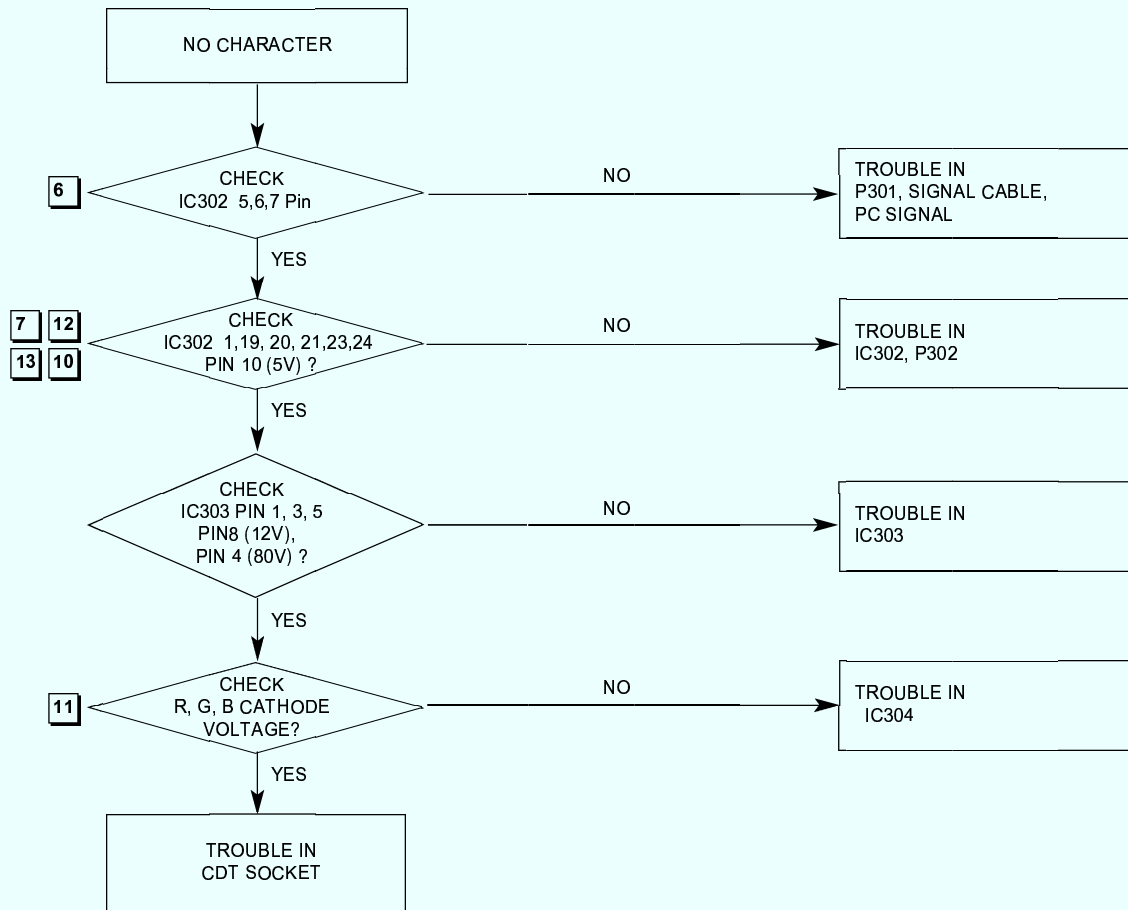 NO CHARACTER
6
CHECK
IC302 5,6,7 Pin
NO
TROUBLE IN
P301, SIGNAL CABLE,
PC SIGNAL
YES
7 12
13 10
CHECK
IC302 1,19, 20, 21,23,24
PIN 10 (5V) ?
NO
TROUBLE IN
IC302, P302
YES
CHECK
IC303 PIN 1, 3, 5
PIN8 (12V),
PIN 4 (80V) ?
NO
TROUBLE IN
IC303
YES
11
CHECK
R, G, B CATHODE
VOLTAGE?
NO
TROUBLE IN
IC304
YES
TROUBLE IN
CDT SOCKET